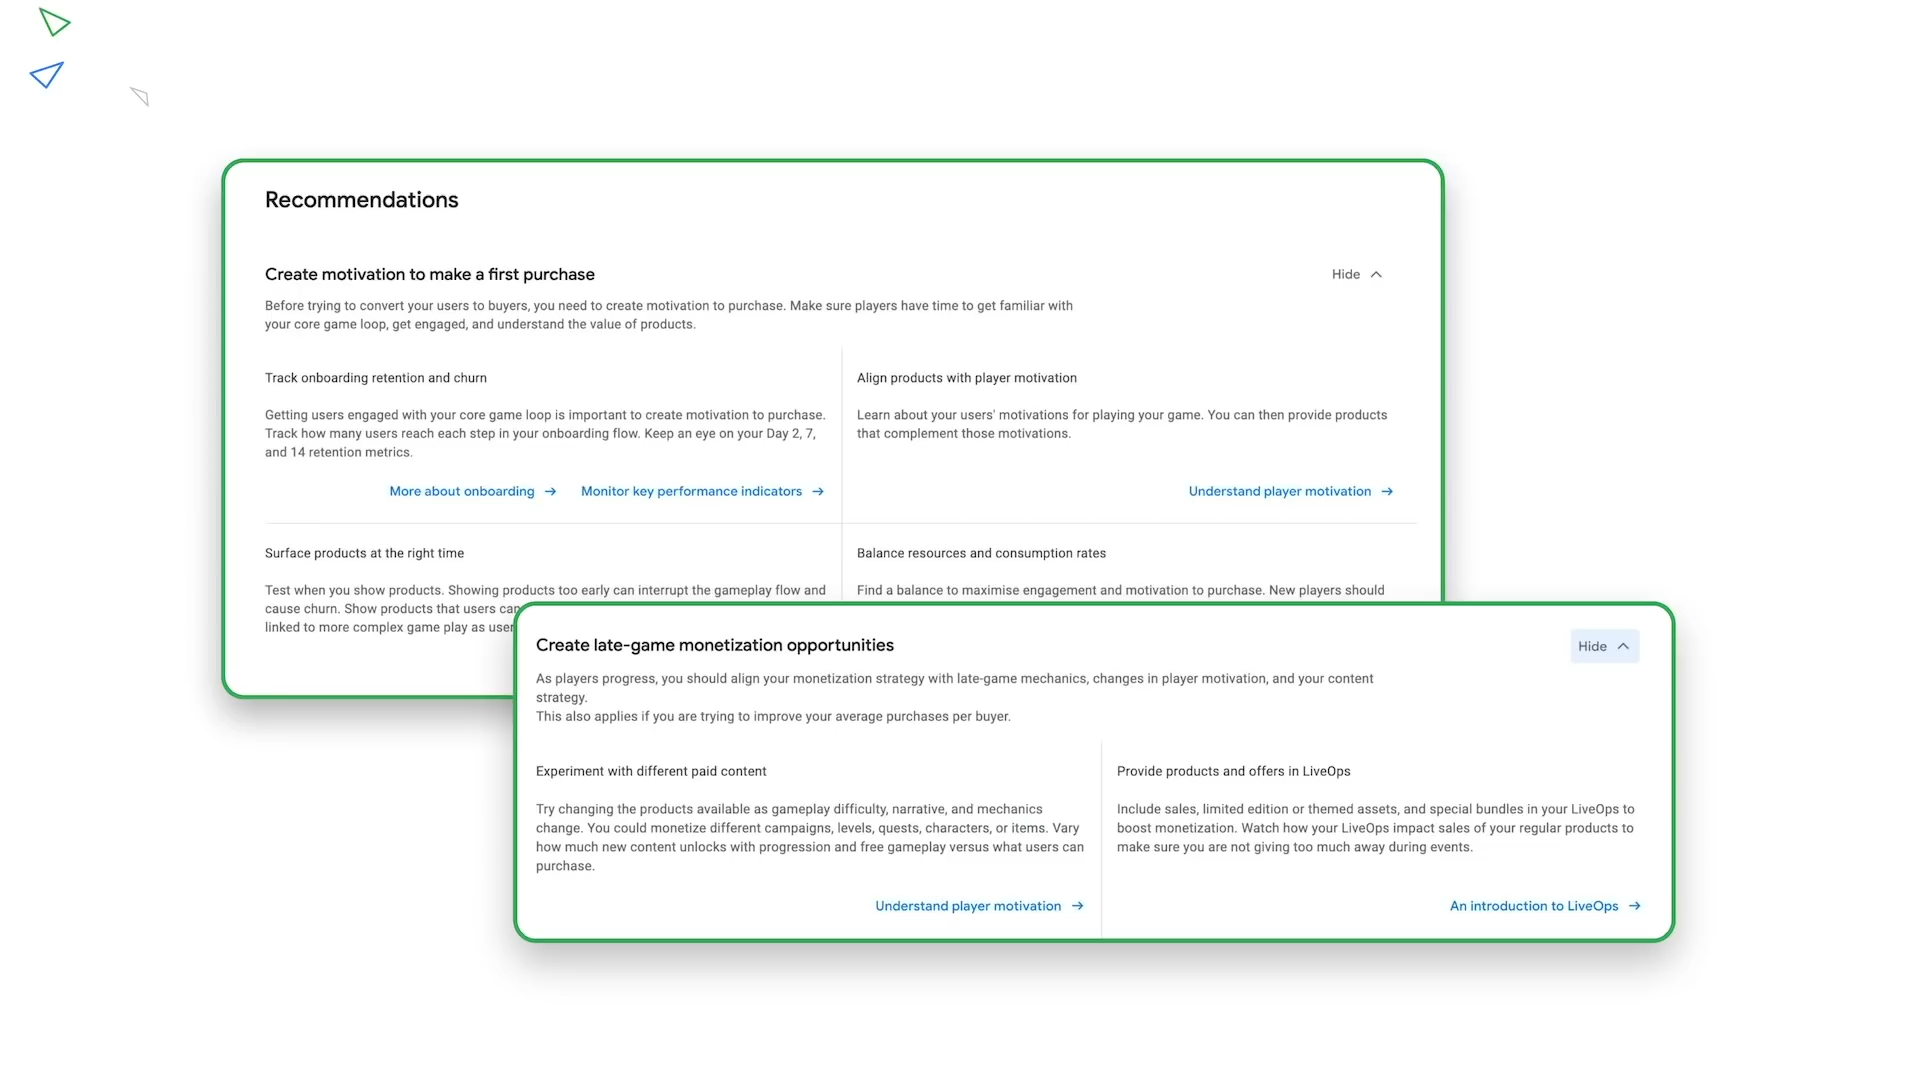 Recommendations
Create motivation to make a first purchase
Hide
Before trying to convert your users to buyers, you need to create motivation to purchase. Make sure players have time to get familiar with
your core game loop, get engaged, and understand the value of products.
Track onboarding retention and churn
Getting users engaged with your core game loop is important to create motivation to purchase.
Track how many users reach each step in your onboarding flow. Keep an eye on your Day 2, 7,
and 14 retention metrics.
More about onboarding →
Monitor key performance indicators →
Align products with player motivation
Learn about your users' motivations for playing your game. You can then provide products
that complement those motivations.
Understand player motivation →
Surface products at the right time
Test when you show products. Showing products too early can interrupt the gameplay flow and
cause churn. Show products that users can
linked to more complex game play as
Balance resources and consumption rates
Find a balance to maximise engagement and motivation to purchase. New players should
Create late-game monetization opportunities
Hide
As players progress, you should align your monetization strategy with late-game mechanics, changes in player motivation, and your content
strategy.
This also applies if you are trying to improve your average purchases per buyer.
Experiment with different paid content
Try changing the products available as gameplay difficulty, narrative, and mechanics
change. You could monetize different campaigns, levels, quests, characters, or items. Vary
how much new content unlocks with progression and free gameplay versus what users can
purchase.
Understand player motivation →
Provide products and offers in LiveOps
Include sales, limited edition or themed assets, and special bundles in your LiveOps to
boost monetization. Watch how your LiveOps impact sales of your regular products to
make sure you are not giving too much away during events.
An introduction to LiveOps →